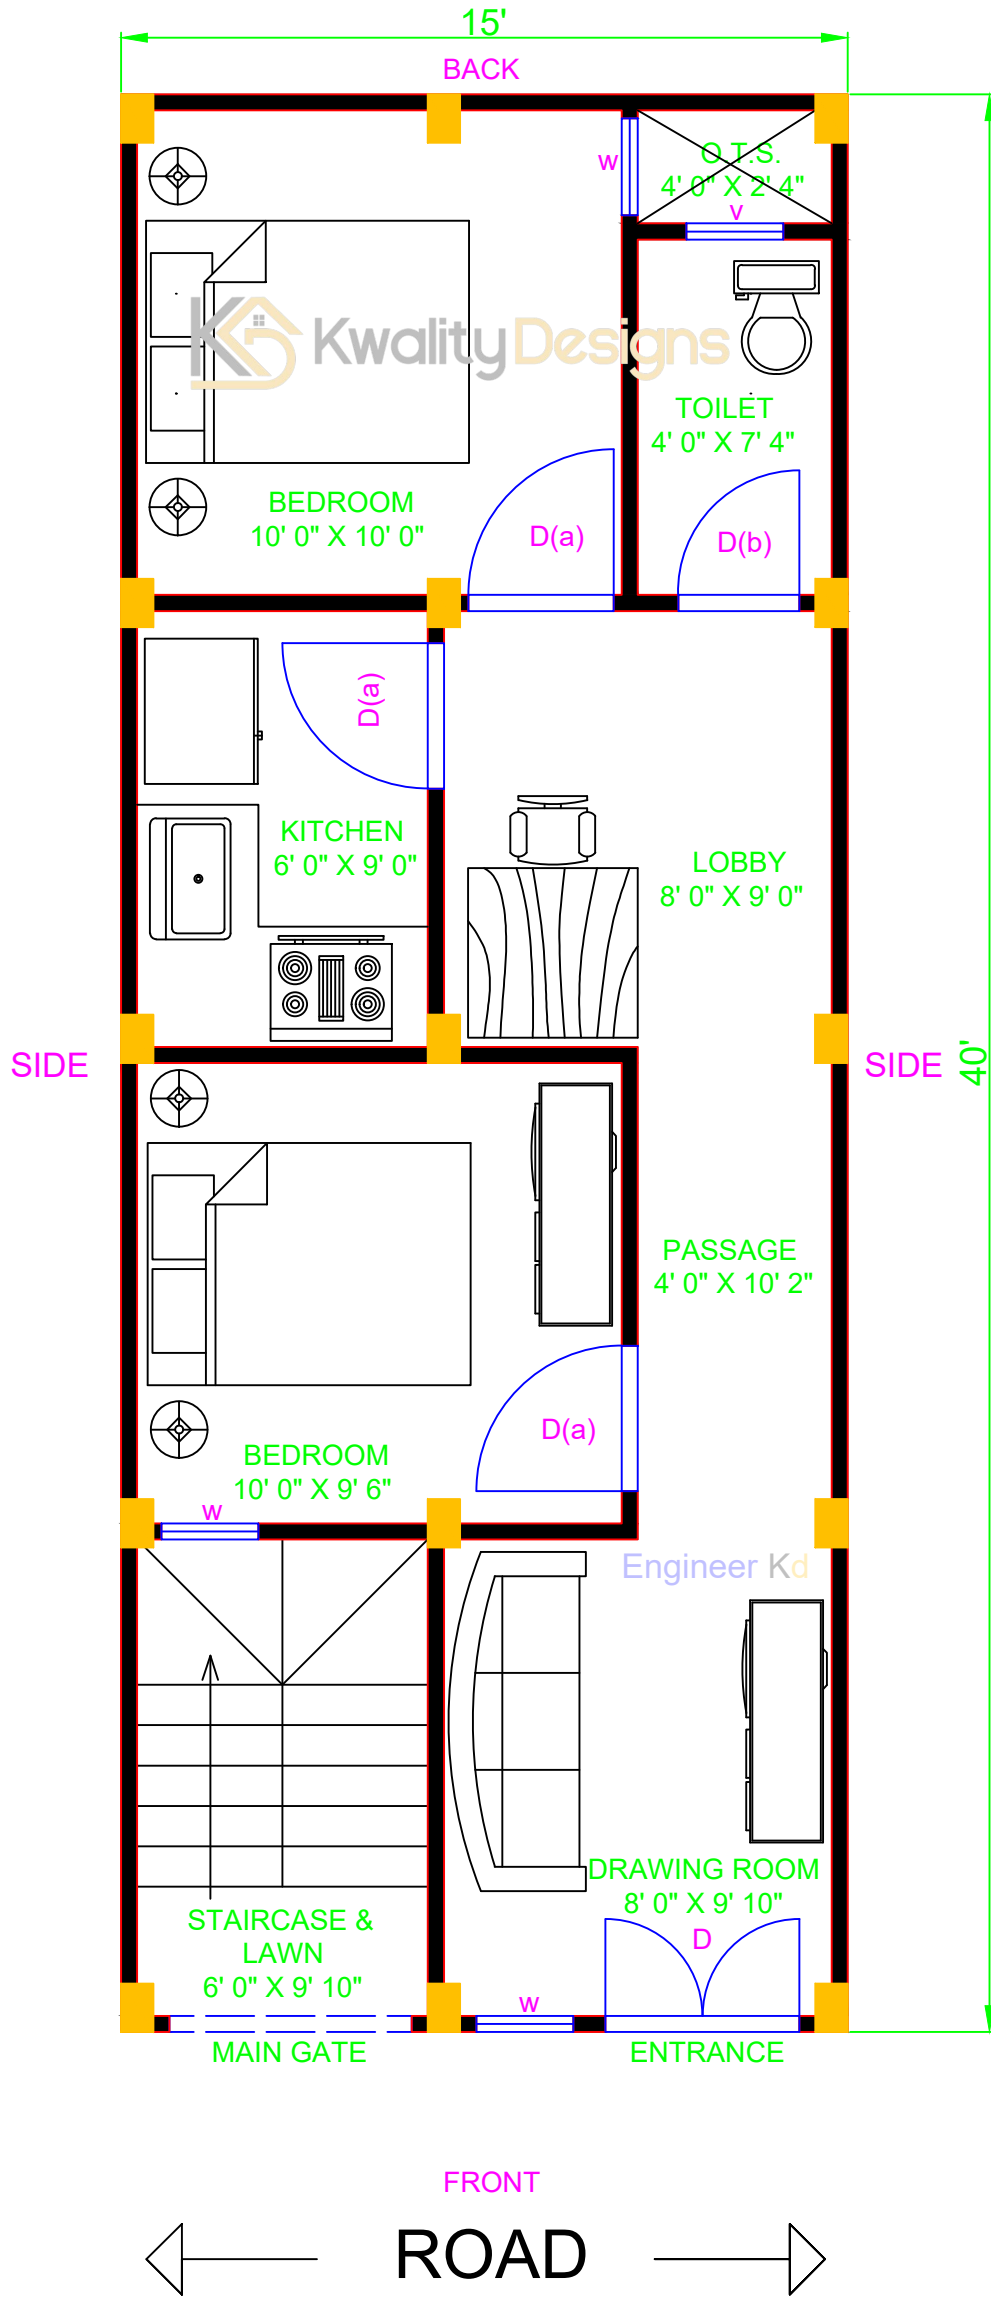 15'
BACK
O.T.S.
4' 0" X 2' 4"
w
v
Kwality Designs
TOILET
4' 0" X 7' 4"
BEDROOM
10' 0" X 10' 0"
D(a)
D(b)
D(a)
KITCHEN
6' 0" X 9' 0"
LOBBY
8' 0" X 9' 0"
SIDE
SIDE
40'
PASSAGE
4' 0" X 10' 2"
D(a)
BEDROOM
10' 0" X 9' 6"
w
Engineer Kd
DRAWING ROOM
8' 0" X 9' 10"
STAIRCASE &
LAWN
6' 0" X 9' 10"
D
w
MAIN GATE
ENTRANCE
FRONT
ROAD